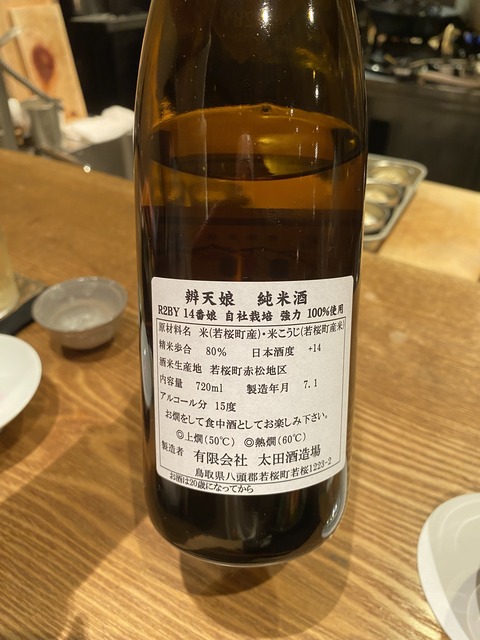 辨天娘 純米酒
R2BY 14番娘 自社栽培 強力 100%使用
原材料名 米(若桜町産)・米こうじ(若桜町産米)
精米歩合 80% 日本酒度 +14
酒米生産地 若桜町赤松地区
内容量 720ml 製造年月 7.1
アルコール分 15度
お燗をして食中酒としてお楽しみ下さい。
◎上燗(50℃) ◎熱燗(60℃)
製造者 有限会社 太田酒造場
鳥取県八頭郡若桜町若桜1223-2
お酒は20歳になってから